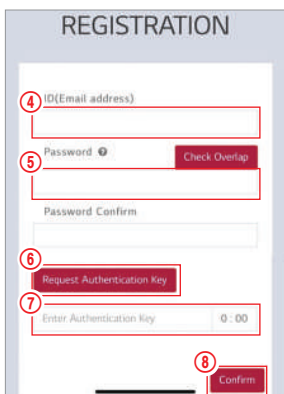 REGISTRATION
④ ID(Email address)
Password ?
Check Overlap
⑤
Password Confirm
⑥
Request Authentication Key
⑦
Enter Authentication Key 0:00
⑧
Confirm